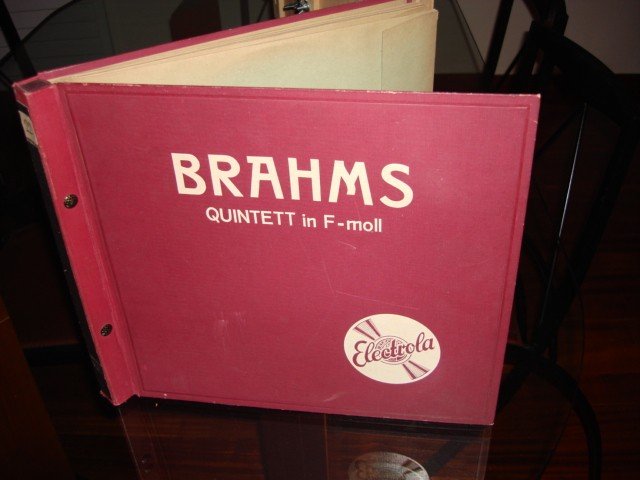 BRAHMS
QUINTETT in F-moll
Electrola